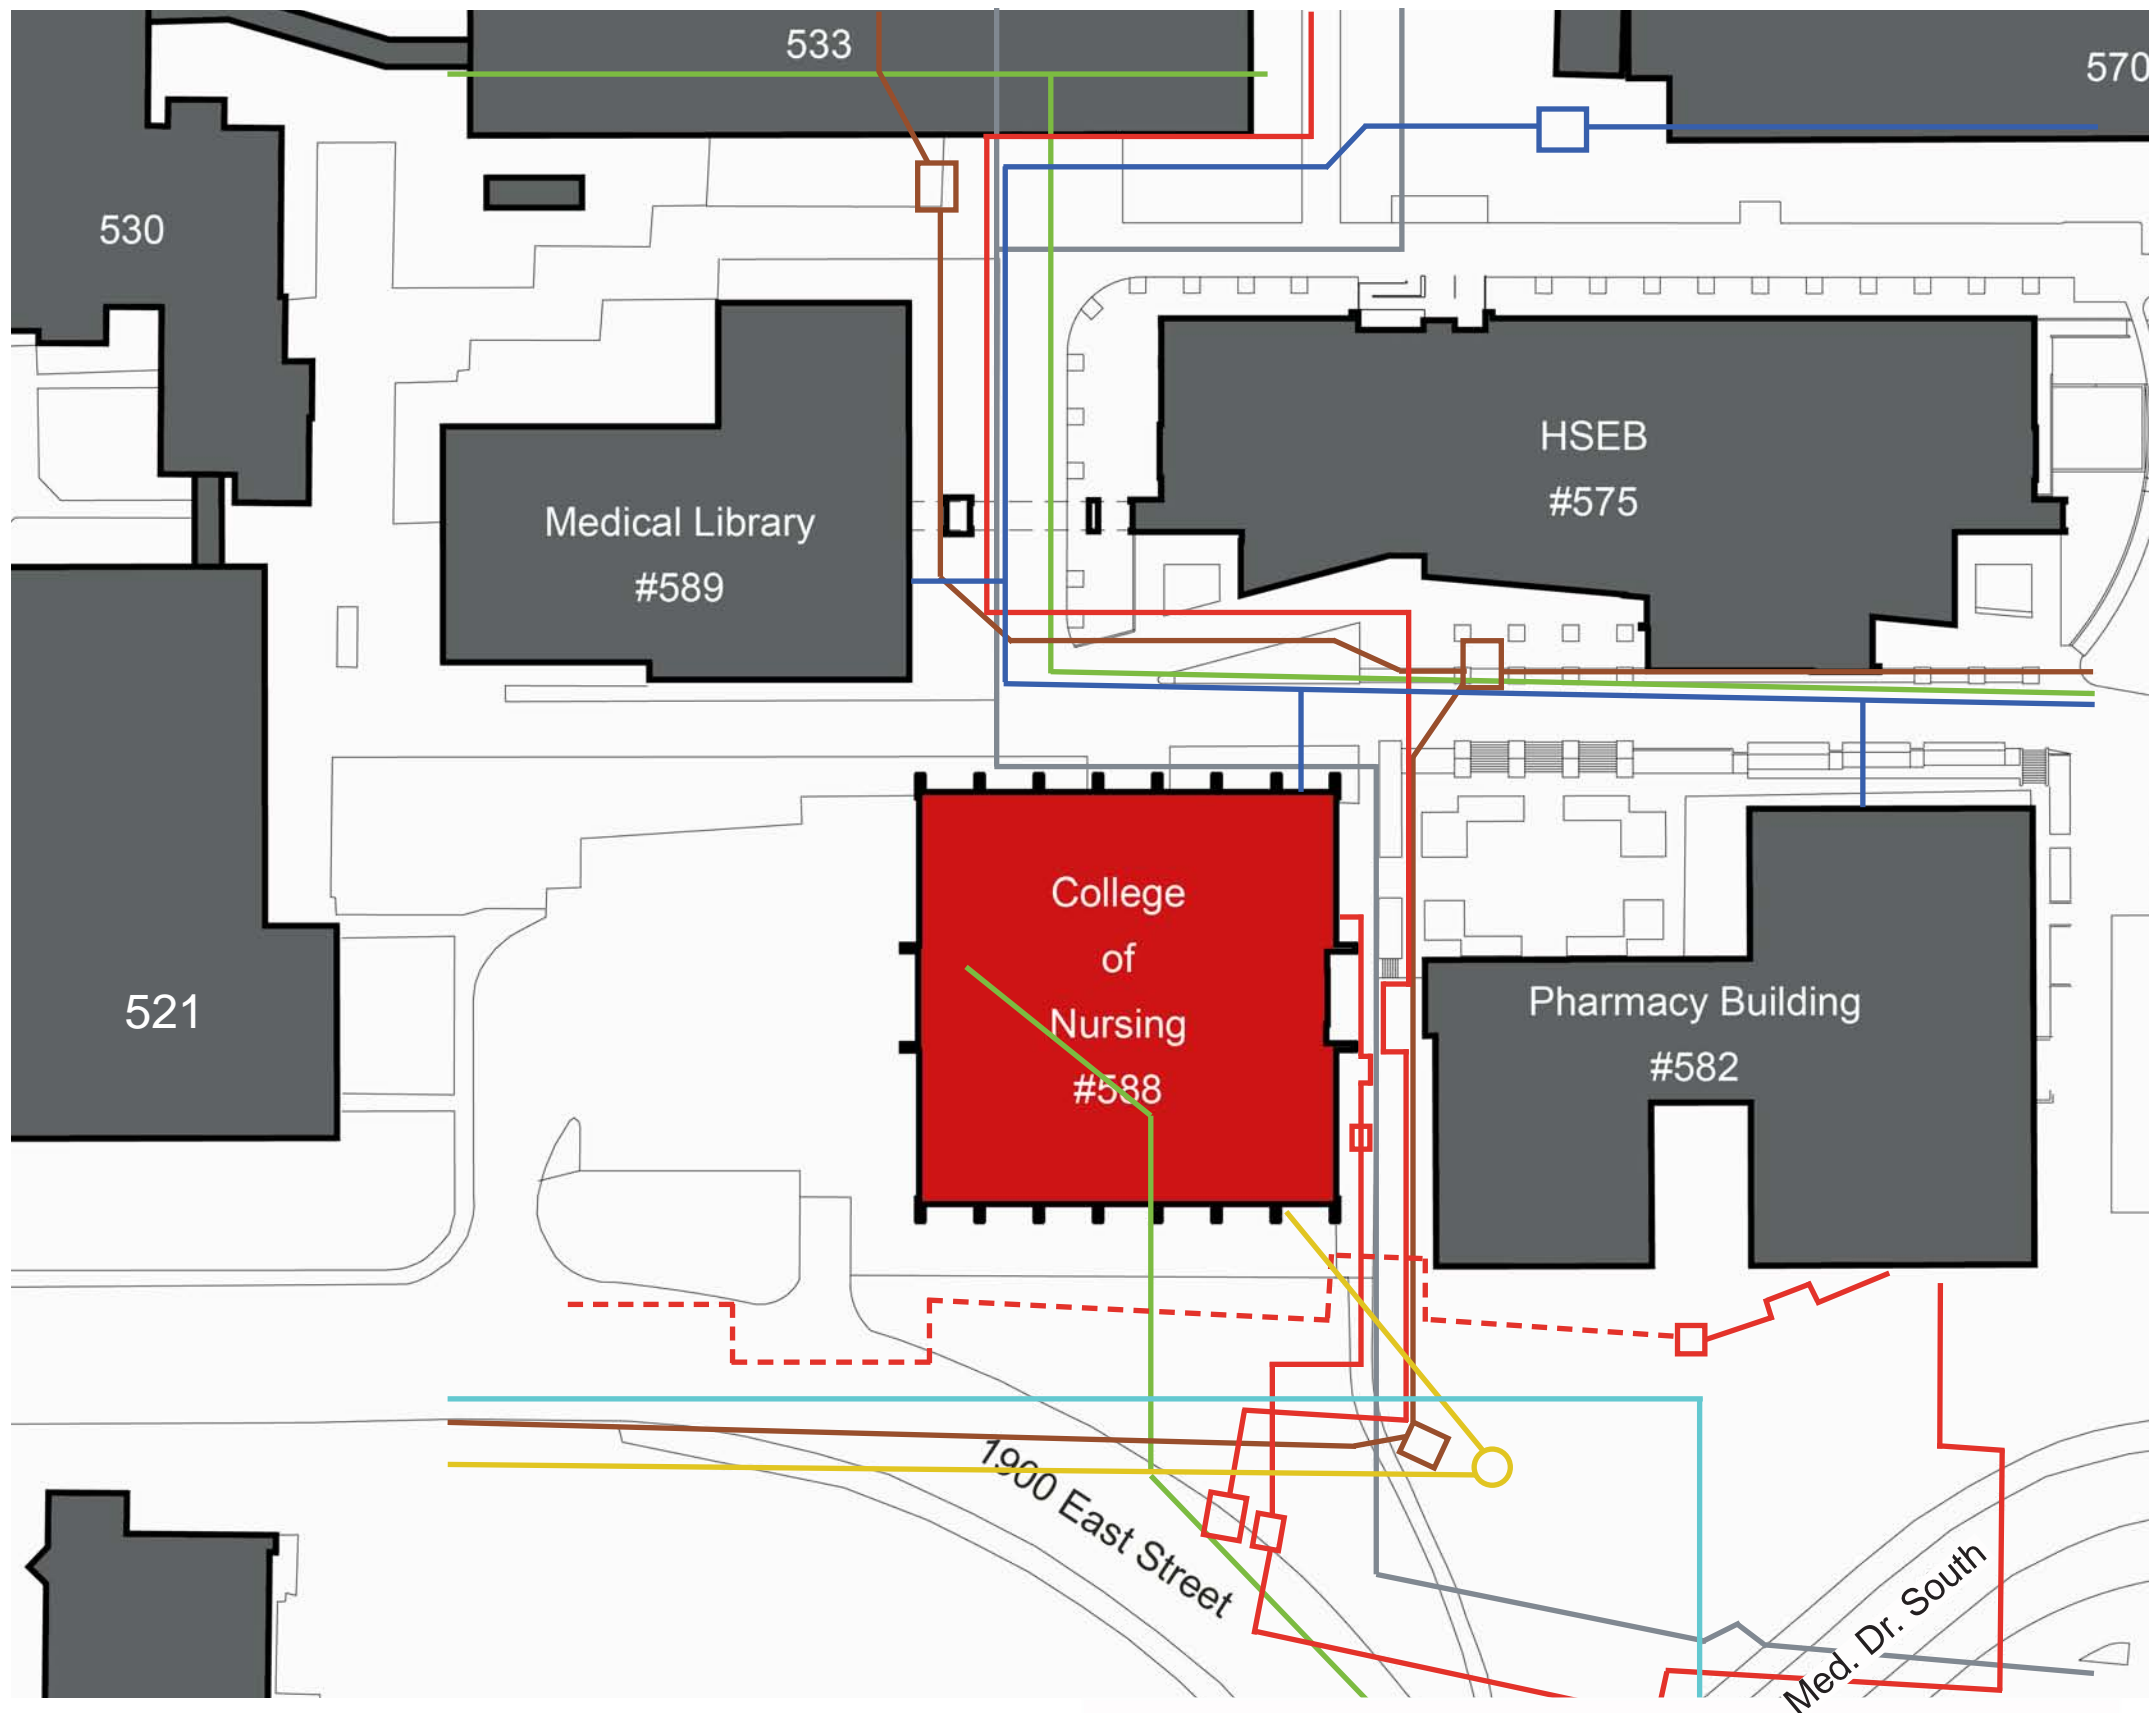 533
570
530
HSEB
#575
Medical Library
#589
College
of
Nursing
#588
521
Pharmacy Building
#582
1900 East Street
Med. Dr. South